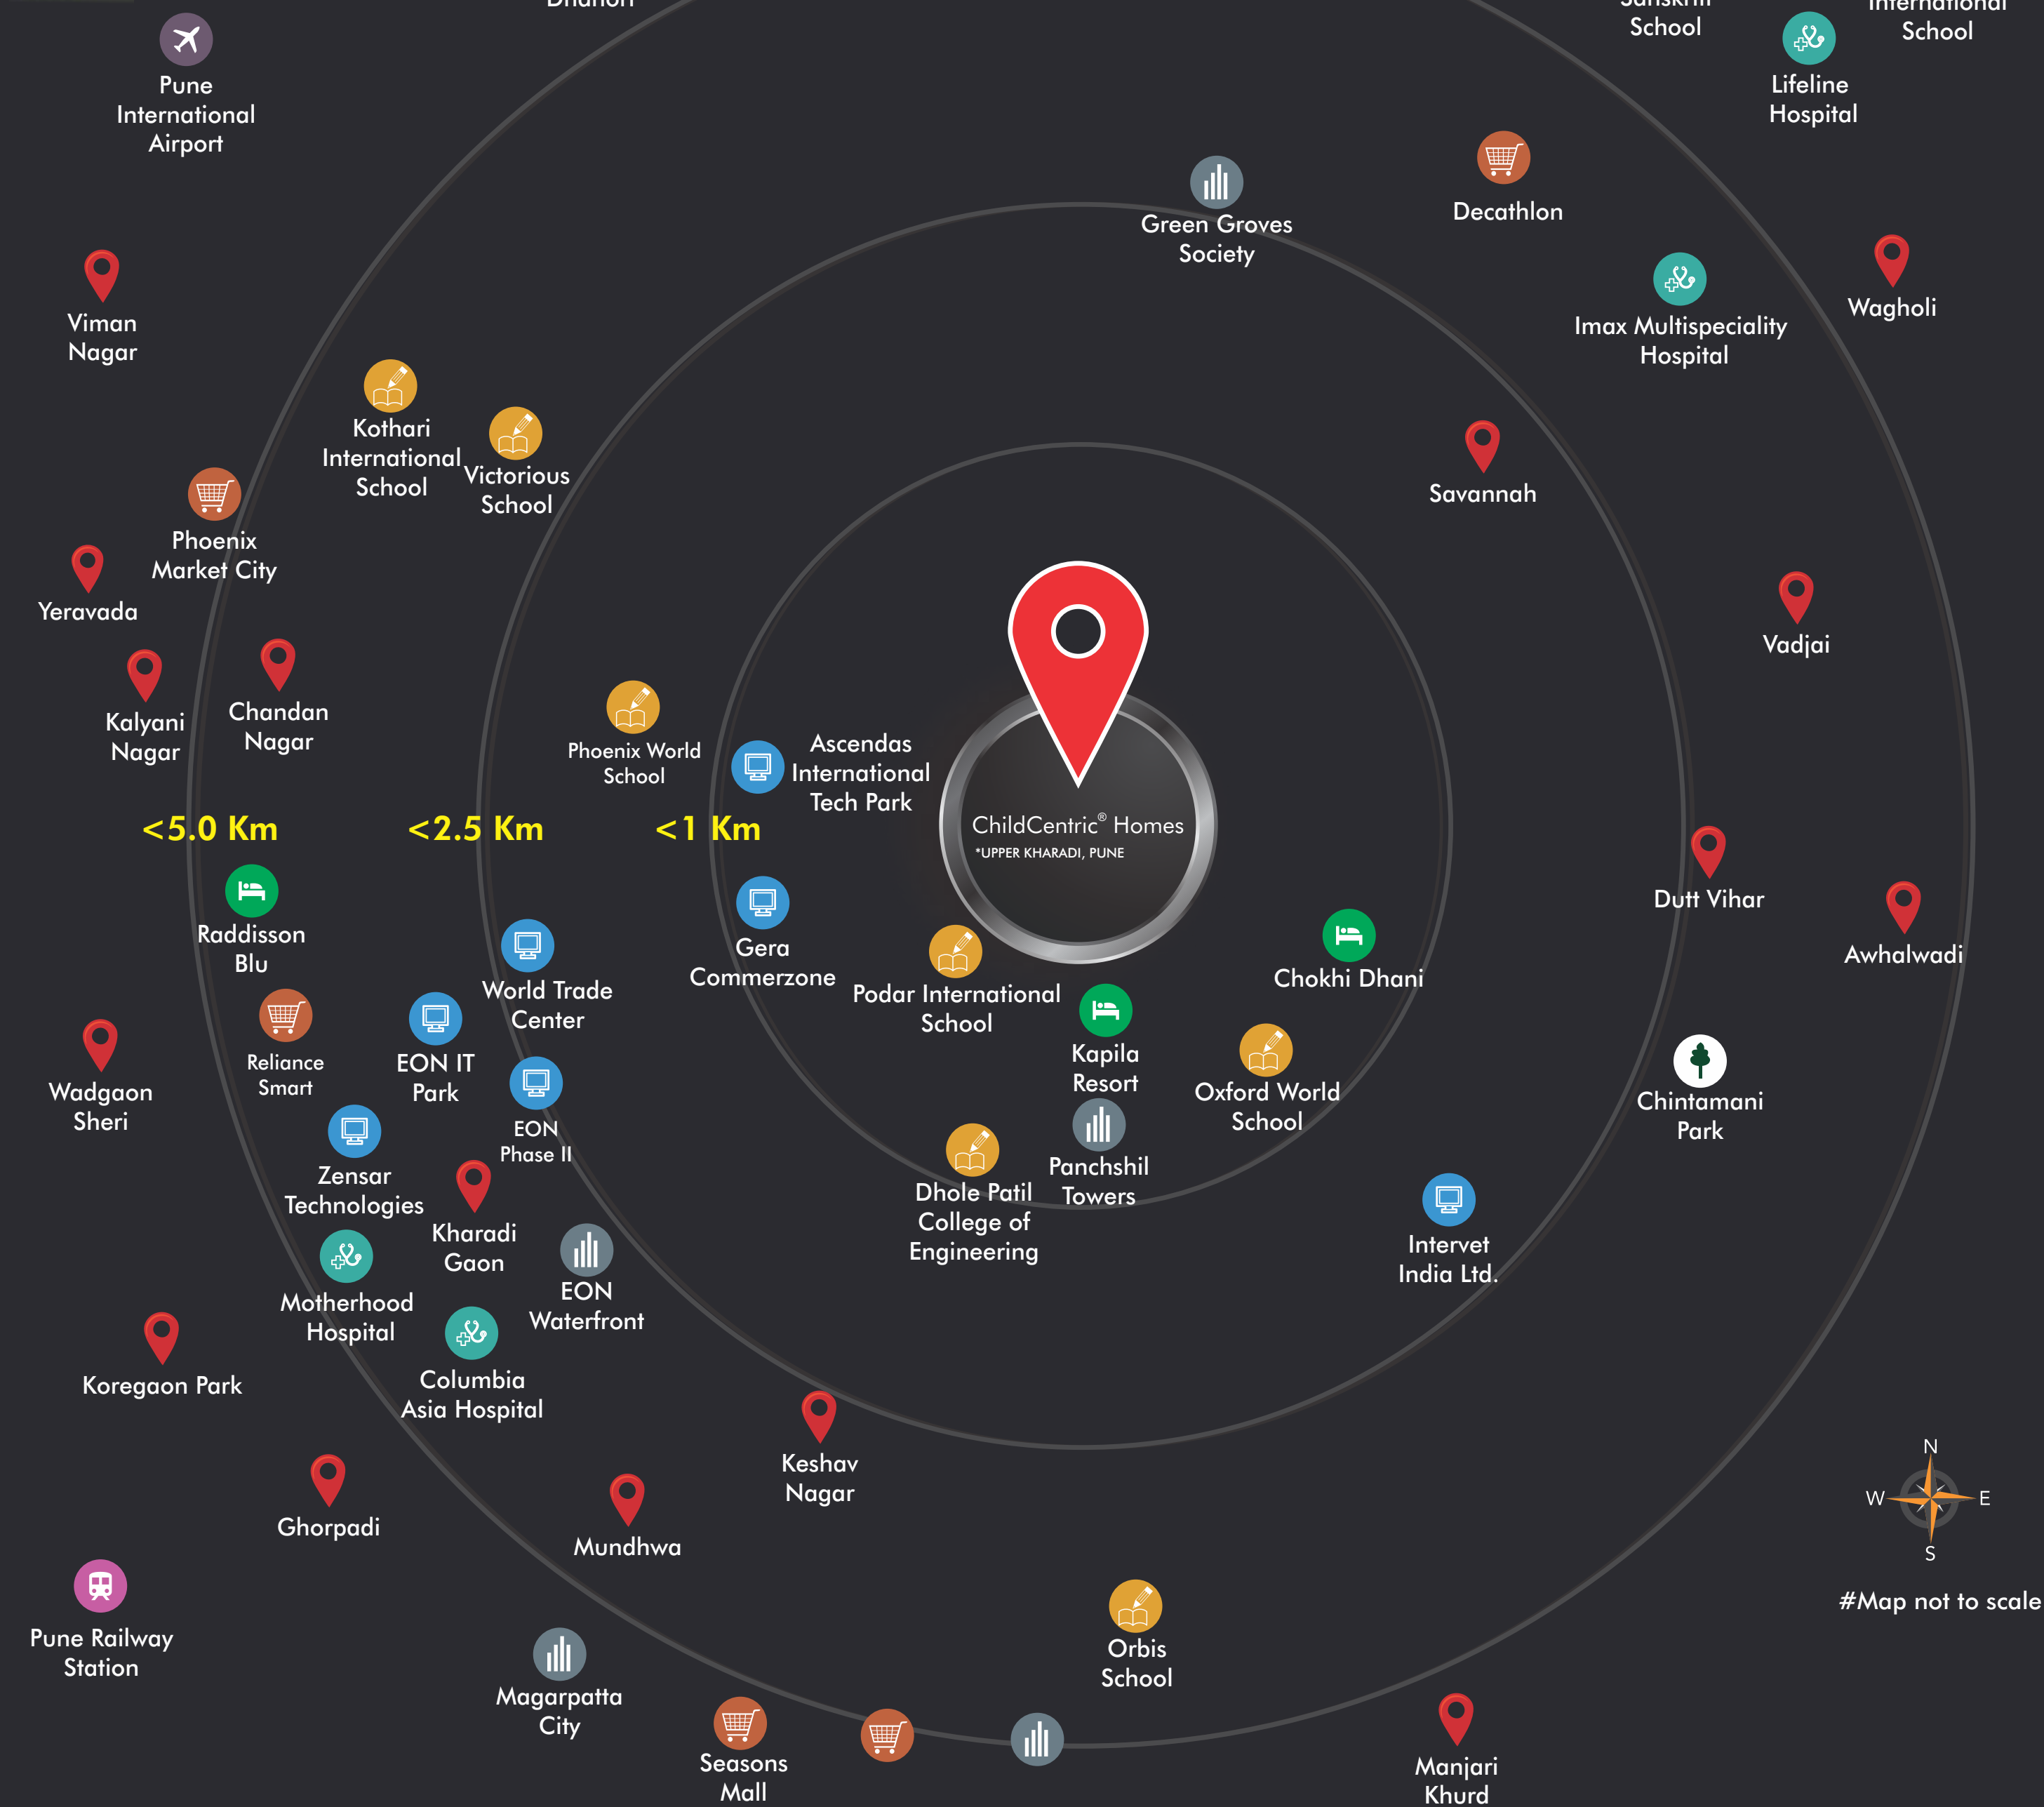 Pune
International
Airport
School
International
School
Lifeline
Hospital
Green Groves
Society
Decathlon
Wagholi
Imax Multispeciality
Hospital
Viman
Nagar
Kothari
International
School
Victorious
School
Savannah
Phoenix
Market City
Yeravada
Vadjai
Kalyani
Nagar
Chandan
Nagar
Phoenix World
School
Ascendas
International
Tech Park
<5.0 Km
<2.5 Km
<1 Km
ChildCentric® Homes
*UPPER KHARADI, PUNE
Dutt Vihar
Awhalwadi
Raddisson
Blu
World Trade
Center
Gera
Commerzone
Podar International
School
Chokhi Dhani
Reliance
Smart
EON IT
Park
Kapila
Resort
Oxford World
School
Wadgaon
Sheri
Chintamani
Park
EON
Phase II
Zensar
Technologies
Panchshil
Towers
Dhole Patil
College of
Engineering
Kharadi
Gaon
Intervet
India Ltd.
Motherhood
Hospital
EON
Waterfront
Koregaon Park
Columbia
Asia Hospital
Keshav
Nagar
Ghorpadi
Mundhwa
N
W
E
S
#Map not to scale
Pune Railway
Station
Orbis
School
Magarpatta
City
Seasons
Mall
Manjari
Khurd